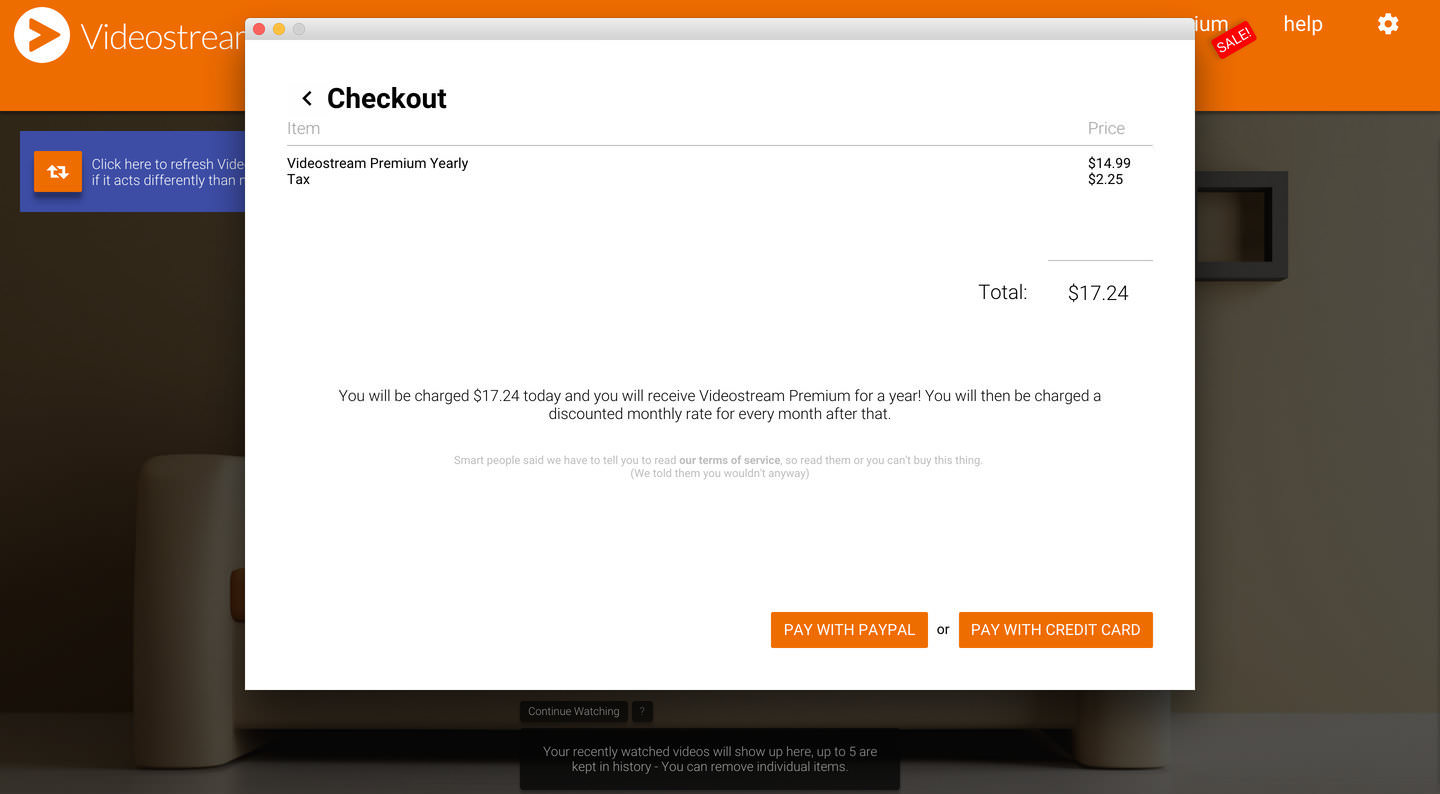 Videostream
ium
SALE!
help
Checkout
Item Price
Videostream Premium Yearly $14.99
Tax $2.25
Total: $17.24
You will be charged $17.24 today and you will receive Videostream Premium for a year! You will then be charged a
discounted monthly rate for every month after that.
Smart people said we have to tell you to read our terms of service, so read them or you can't buy this thing.
(We told them you wouldn't anyway)
PAY WITH PAYPAL or PAY WITH CREDIT CARD
Click here to refresh Vide
if it acts differently than
Continue Watching ?
Your recently watched videos will show up here, up to 5 are
kept in history - You can remove individual items.